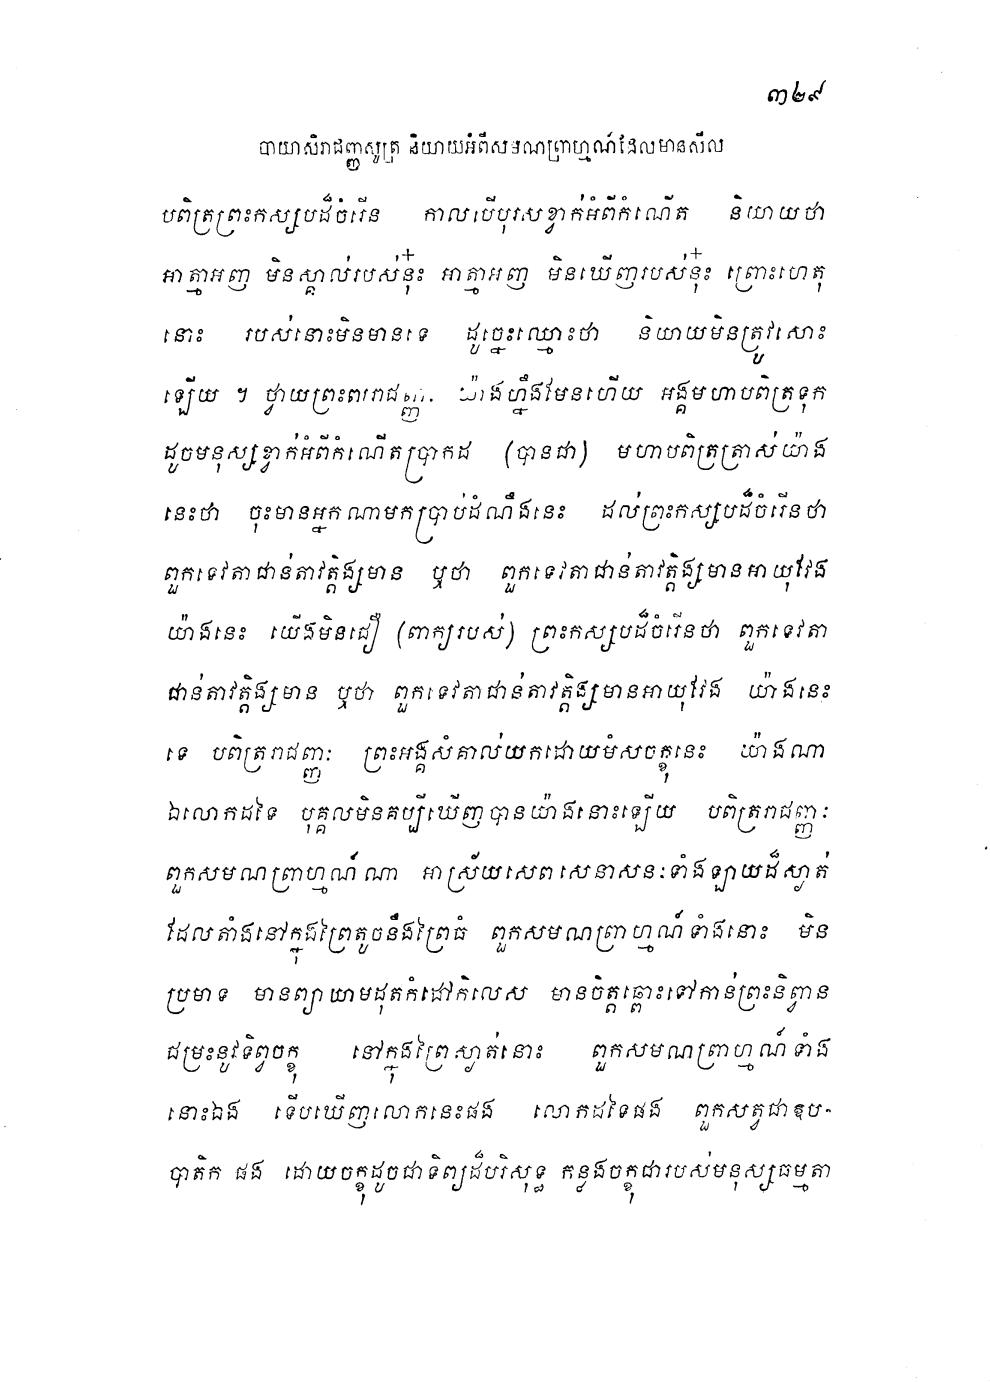 ៣២៩
បាយាសិរាជញ្ញសូត្រ និយាយអំពីសមណព្រាហ្មណ៍ដែលមានសីល
បពិត្រព្រះកស្សបដ៏ចំរើន កាលបើបុរសខ្វាក់អំពីកំណើត និយាយថា
អាត្មាអញ មិនស្គាល់របស់នុ៎ះ អាត្មាអញ មិនឃើញរបស់នុ៎ះ ព្រោះហេតុ
នោះ របស់នោះមិនមានទេ ដូច្នេះឈ្មោះថា និយាយមិនត្រូវសោះ
ឡើយ ។ ថ្វាយព្រះពររាជញ្ញៈ យ៉ាងហ្នឹងមែនហើយ អង្គមហាបពិត្រទុក
ដូចមនុស្សខ្វាក់អំពីកំណើតប្រាកដ (បានជា) មហាបពិត្រត្រាស់យ៉ាង
នេះថា ចុះមានអ្នកណាមកប្រាប់ដំណឹងនេះ ដល់ព្រះកស្សបដ៏ចំរើនថា
ពួកទេវតាជាន់តាវត្តិង្សមាន ឬថា ពួកទេវតាជាន់តាវត្តិង្សមានអាយុវែង
យ៉ាងនេះ យើងមិនជឿ (ពាក្យរបស់) ព្រះកស្សបដ៏ចំរើនថា ពួកទេវតា
ជាន់តាវត្តិង្សមាន ឬថា ពួកទេវតាជាន់តាវត្តិង្សមានអាយុវែង យ៉ាងនេះ
ទេ បពិត្ររាជញ្ញៈ ព្រះអង្គសំគាល់យកដោយមំសចក្ខុនេះ យ៉ាងណា
ឯលោកដទៃ បុគ្គលមិនគប្បីឃើញបានយ៉ាងនោះឡើយ បពិត្ររាជញ្ញៈ
ពួកសមណព្រាហ្មណ៍ណា អាស្រ័យសេពសេនាសនៈទាំងឡាយដ៏ស្ងាត់
ដែលតាំងនៅក្នុងព្រៃតូចនឹងព្រៃធំ ពួកសមណព្រាហ្មណ៍ទាំងនោះ មិន
ប្រមាទ មានព្យាយាមដុតកំដៅកិលេស មានចិត្តឆ្ពោះទៅកាន់ព្រះនិព្វាន
ជម្រះនូវទិព្វចក្ខុ នៅក្នុងព្រៃស្ងាត់នោះ ពួកសមណព្រាហ្មណ៍ទាំង
នោះឯង ទើបឃើញលោកនេះផង លោកដទៃផង ពួកសត្វជាឧប-
បាតិក ផង ដោយចក្ខុដូចជាទិព្យដ៏បរិសុទ្ធ កន្លងចក្ខុជារបស់មនុស្សធម្មតា